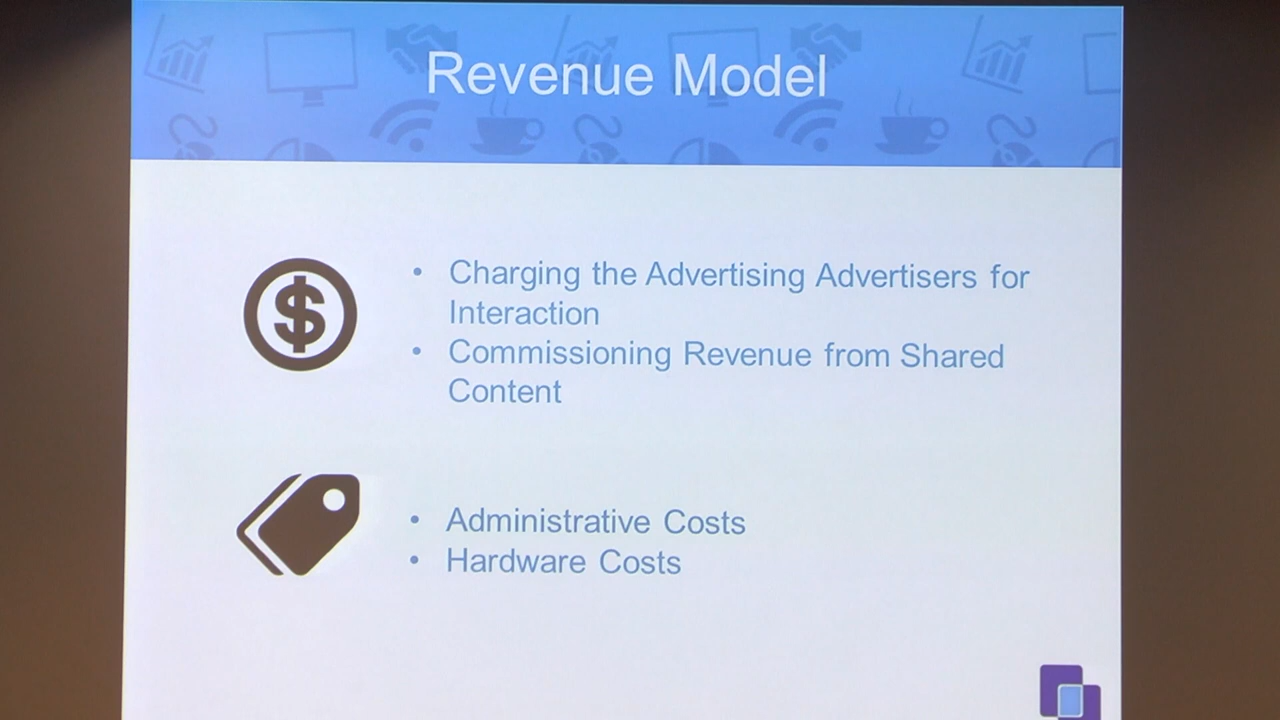 Revenue Model
• Charging the Advertising Advertisers for
Interaction
• Commissioning Revenue from Shared
Content
• Administrative Costs
• Hardware Costs